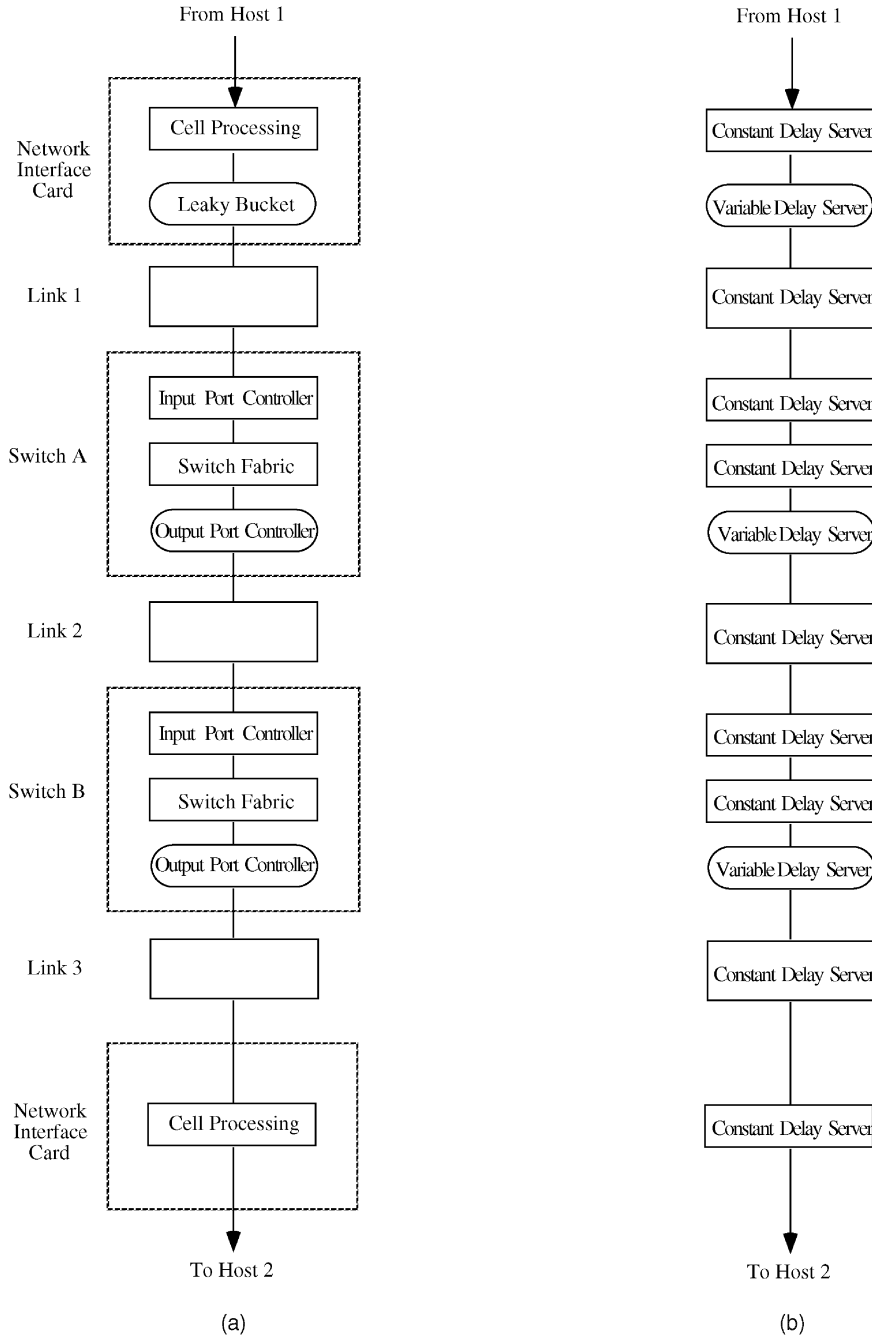 From Host 1
Network
Interface
Card
Cell Processing
Leaky Bucket
Link 1
Switch A
Input Port Controller
Switch Fabric
Output Port Controller
Link 2
Switch B
Input Port Controller
Switch Fabric
Output Port Controller
Link 3
Network
Interface
Card
Cell Processing
To Host 2
(a)
From Host 1
Constant Delay Server
Variable Delay Server
Constant Delay Server
Constant Delay Server
Constant Delay Server
Variable Delay Server
Constant Delay Server
Constant Delay Server
Constant Delay Server
Variable Delay Server
Constant Delay Server
Constant Delay Server
To Host 2
(b)